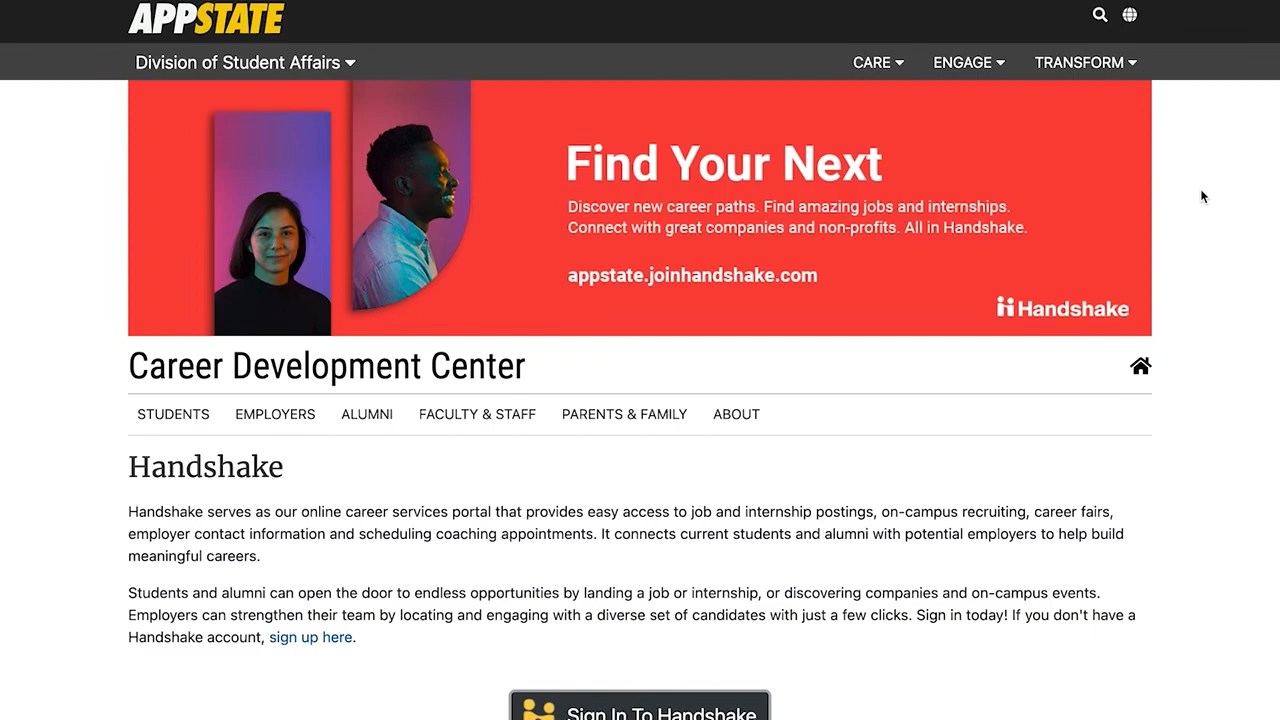 APPSTATE
Division of Student Affairs
CARE
ENGAGE
TRANSFORM
Find Your Next
Discover new career paths. Find amazing jobs and internships.
Connect with great companies and non-profits. All in Handshake.
appstate.joinhandshake.com
Handshake
Career Development Center
STUDENTS
EMPLOYERS
ALUMNI
FACULTY & STAFF
PARENTS & FAMILY
ABOUT
Handshake
Handshake serves as our online career services portal that provides easy access to job and internship postings, on-campus recruiting, career fairs,
employer contact information and scheduling coaching appointments. It connects current students and alumni with potential employers to help build
meaningful careers.
Students and alumni can open the door to endless opportunities by landing a job or internship, or discovering companies and on-campus events.
Employers can strengthen their team by locating and engaging with a diverse set of candidates with just a few clicks. Sign in today! If you don't have a
Handshake account, sign up here.
Sign In To Handshake